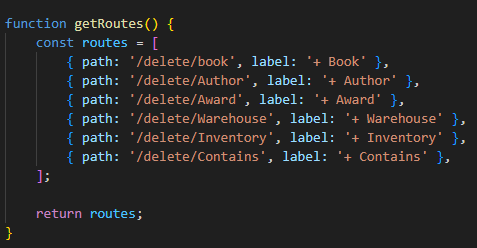 function getRoutes() {
const routes = [
{ path: '/delete/book', label: '+ Book' },
{ path: '/delete/Author', label: '+ Author' },
{ path: '/delete/Award', label: '+ Award' },
{ path: '/delete/Warehouse', label: '+ Warehouse' },
{ path: '/delete/Inventory', label: '+ Inventory' },
{ path: '/delete/Contains', label: '+ Contains' },
];
return routes;
}